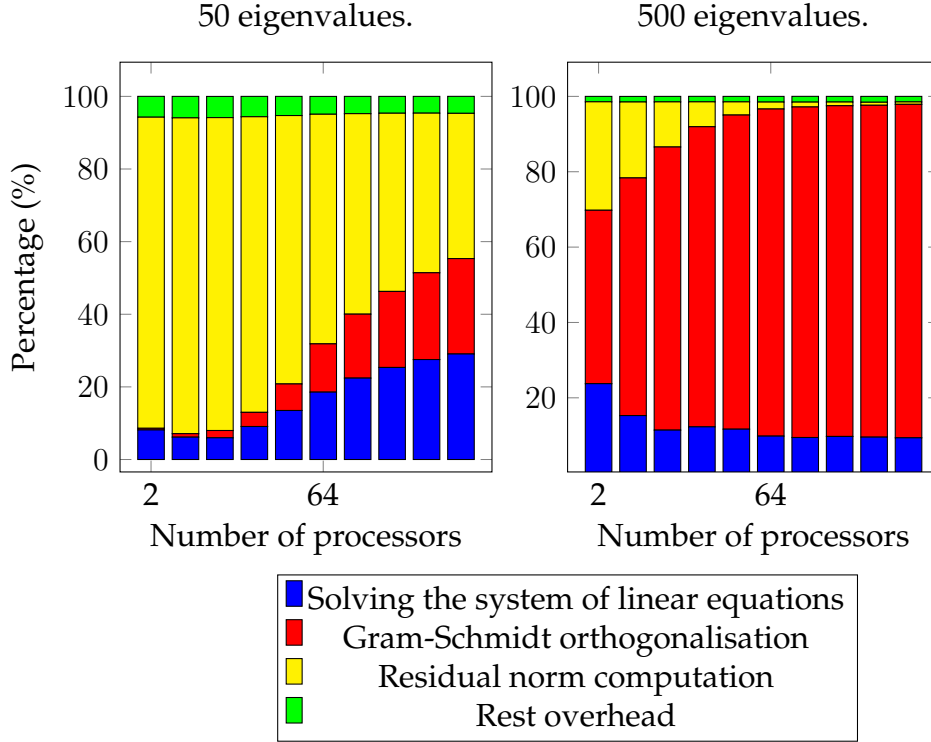 50 eigenvalues.
500 eigenvalues.
Percentage (%)
100
80
60
40
20
0
2
64
Number of processors
100
80
60
40
20
2
64
Number of processors
Solving the system of linear equations
Gram-Schmidt orthogonalisation
Residual norm computation
Rest overhead